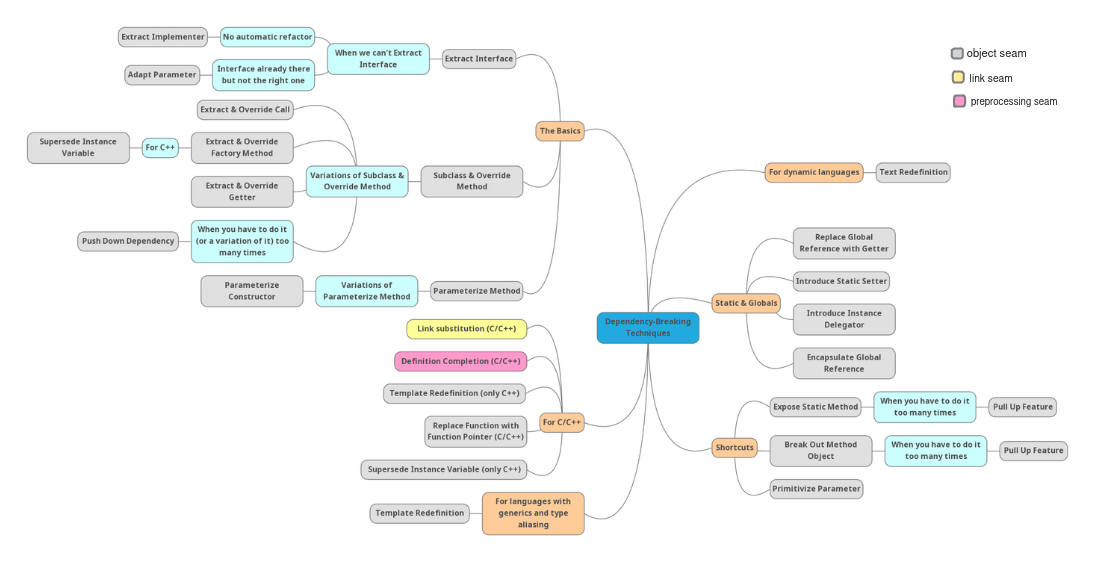 Extract Implementer
No automatic refactor
When we can't Extract
Interface
Extract Interface
Adapt Parameter
Interface already there
but not the right one
Extract & Override Call
Supersede Instance
Variable
For C++
Extract & Override
Factory Method
Extract & Override
Getter
Variations of Subclass &
Override Method
Subclass & Override
Method
Push Down Dependency
When you have to do it
(or a variation of it) too
many times
Parameterize
Constructor
Variations of
Parameterize Method
Parameterize Method
The Basics
Link substitution (C/C++)
Definition Completion (C/C++)
Template Redefinition (only C++)
Replace Function with
Function Pointer (C/C++)
Supersede Instance Variable (only C++)
For C/C++
Template Redefinition
For languages with
generics and type
aliasing
Dependency-Breaking
Techniques
object seam
link seam
preprocessing seam
For dynamic languages
Text Redefinition
Static & Globals
Replace Global
Reference with Getter
Introduce Static Setter
Introduce Instance
Delegator
Encapsulate Global
Reference
Shortcuts
Expose Static Method
When you have to do it
too many times
Pull Up Feature
Break Out Method
Object
When you have to do it
too many times
Pull Up Feature
Primitivize Parameter